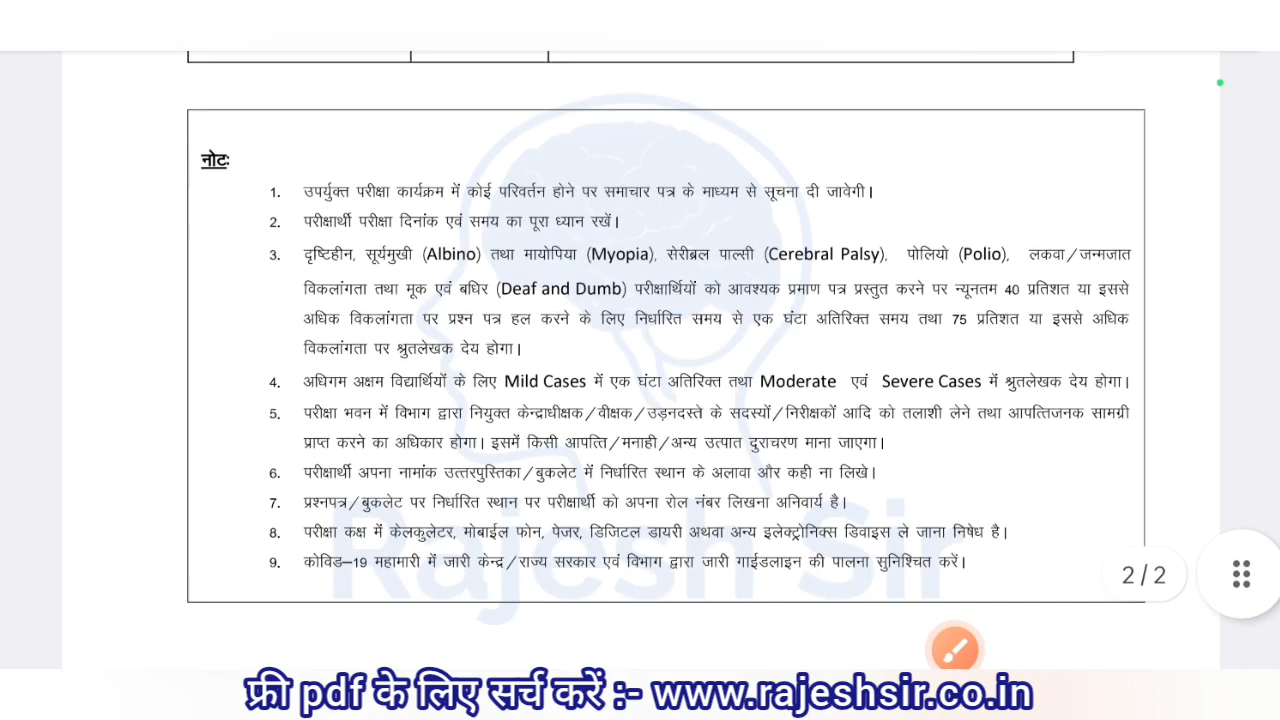 नोटः
1. उपर्युक्त परीक्षा कार्यक्रम में कोई परिवर्तन होने पर समाचार पत्र के माध्यम से सूचना दी जावेगी।
2. परीक्षार्थी परीक्षा दिनांक एवं समय का पूरा ध्यान रखें।
3. दृष्टिहीन, सूर्यमुखी (Albino) तथा मायोपिया (Myopia), सेरीब्रल पाल्सी (Cerebral Palsy), पोलियो (Polio), लकवा/जन्मजात
विकलांगता तथा मूक एवं बधिर (Deaf and Dumb) परीक्षार्थियों को आवश्यक प्रमाण पत्र प्रस्तुत करने पर न्यूनतम 40 प्रतिशत या इससे
अधिक विकलांगता पर प्रश्न पत्र हल करने के लिए निर्धारित समय से एक घंटा अतिरिक्त समय तथा 75 प्रतिशत या इससे अधिक
विकलांगता पर श्रुतलेखक देय होगा।
4. अधिगम अक्षम विद्यार्थियों के लिए Mild Cases में एक घंटा अतिरिक्त तथा Moderate एवं Severe Cases में श्रुतलेखक देय होगा।
5. परीक्षा भवन में विभाग द्वारा नियुक्त केन्द्राधीक्षक/वीक्षक/उड़नदस्ते के सदस्यों/निरीक्षकों आदि को तलाशी लेने तथा आपत्तिजनक सामग्री
प्राप्त करने का अधिकार होगा। इसमें किसी आपत्ति/मनाही/अन्य उत्पात दुराचरण माना जाएगा।
6. परीक्षार्थी अपना नामांक उत्तरपुस्तिका/बुकलेट में निर्धारित स्थान के अलावा और कही ना लिखे।
7. प्रश्नपत्र/बुकलेट पर निर्धारित स्थान पर परीक्षार्थी को अपना रोल नंबर लिखना अनिवार्य है।
8. परीक्षा कक्ष में केलकुलेटर, मोबाईल फोन, पेजर, डिजिटल डायरी अथवा अन्य इलेक्ट्रोनिक्स डिवाइस ले जाना निषेध है।
9. कोविड–19 महामारी में जारी केन्द्र/राज्य सरकार एवं विभाग द्वारा जारी गाईडलाइन की पालना सुनिश्चित करें।
Rajesh Sir
2 / 2
फ्री pdf के लिए सर्च करें :- www.rajeshsir.co.in